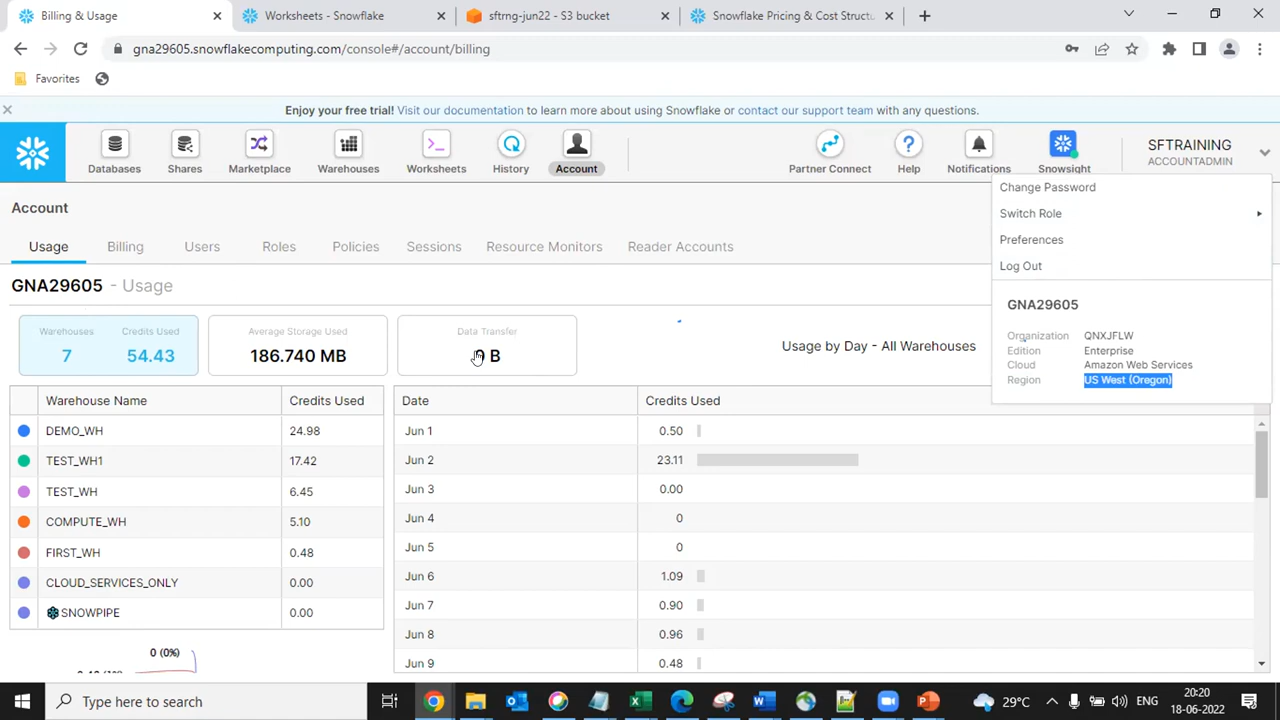 Billing & Usage
Worksheets - Snowflake
sftrng-jun22 - S3 bucket
Snowflake Pricing & Cost Structu
gna29605.snowflakecomputing.com/console#/account/billing
Favorites
Enjoy your free trial! Visit our documentation to learn more about using Snowflake or contact our support team with any questions.
Databases
Shares
Marketplace
Warehouses
Worksheets
History
Account
Partner Connect
Help
Notifications
Snowsight
SFTRAINING
ACCOUNTADMIN
Change Password
Switch Role
Preferences
Log Out
GNA29605
Organization QNXJFLW
Edition Enterprise
Cloud Amazon Web Services
Region US West (Oregon)
Account
Usage Billing Users Roles Policies Sessions Resource Monitors Reader Accounts
GNA29605 - Usage
Warehouses Credits Used
7 54.43
Average Storage Used
186.740 MB
Data Transfer
B
Usage by Day - All Warehouses
Warehouse Name Credits Used
DEMO_WH 24.98
TEST_WH1 17.42
TEST_WH 6.45
COMPUTE_WH 5.10
FIRST_WH 0.48
CLOUD_SERVICES_ONLY 0.00
SNOWPIPE 0.00
0 (0%)
Date Credits Used
Jun 1 0.50
Jun 2 23.11
Jun 3 0.00
Jun 4 0
Jun 5 0
Jun 6 1.09
Jun 7 0.90
Jun 8 0.96
Jun 9 0.48
Type here to search
29°C
ENG
20:20
18-06-2022